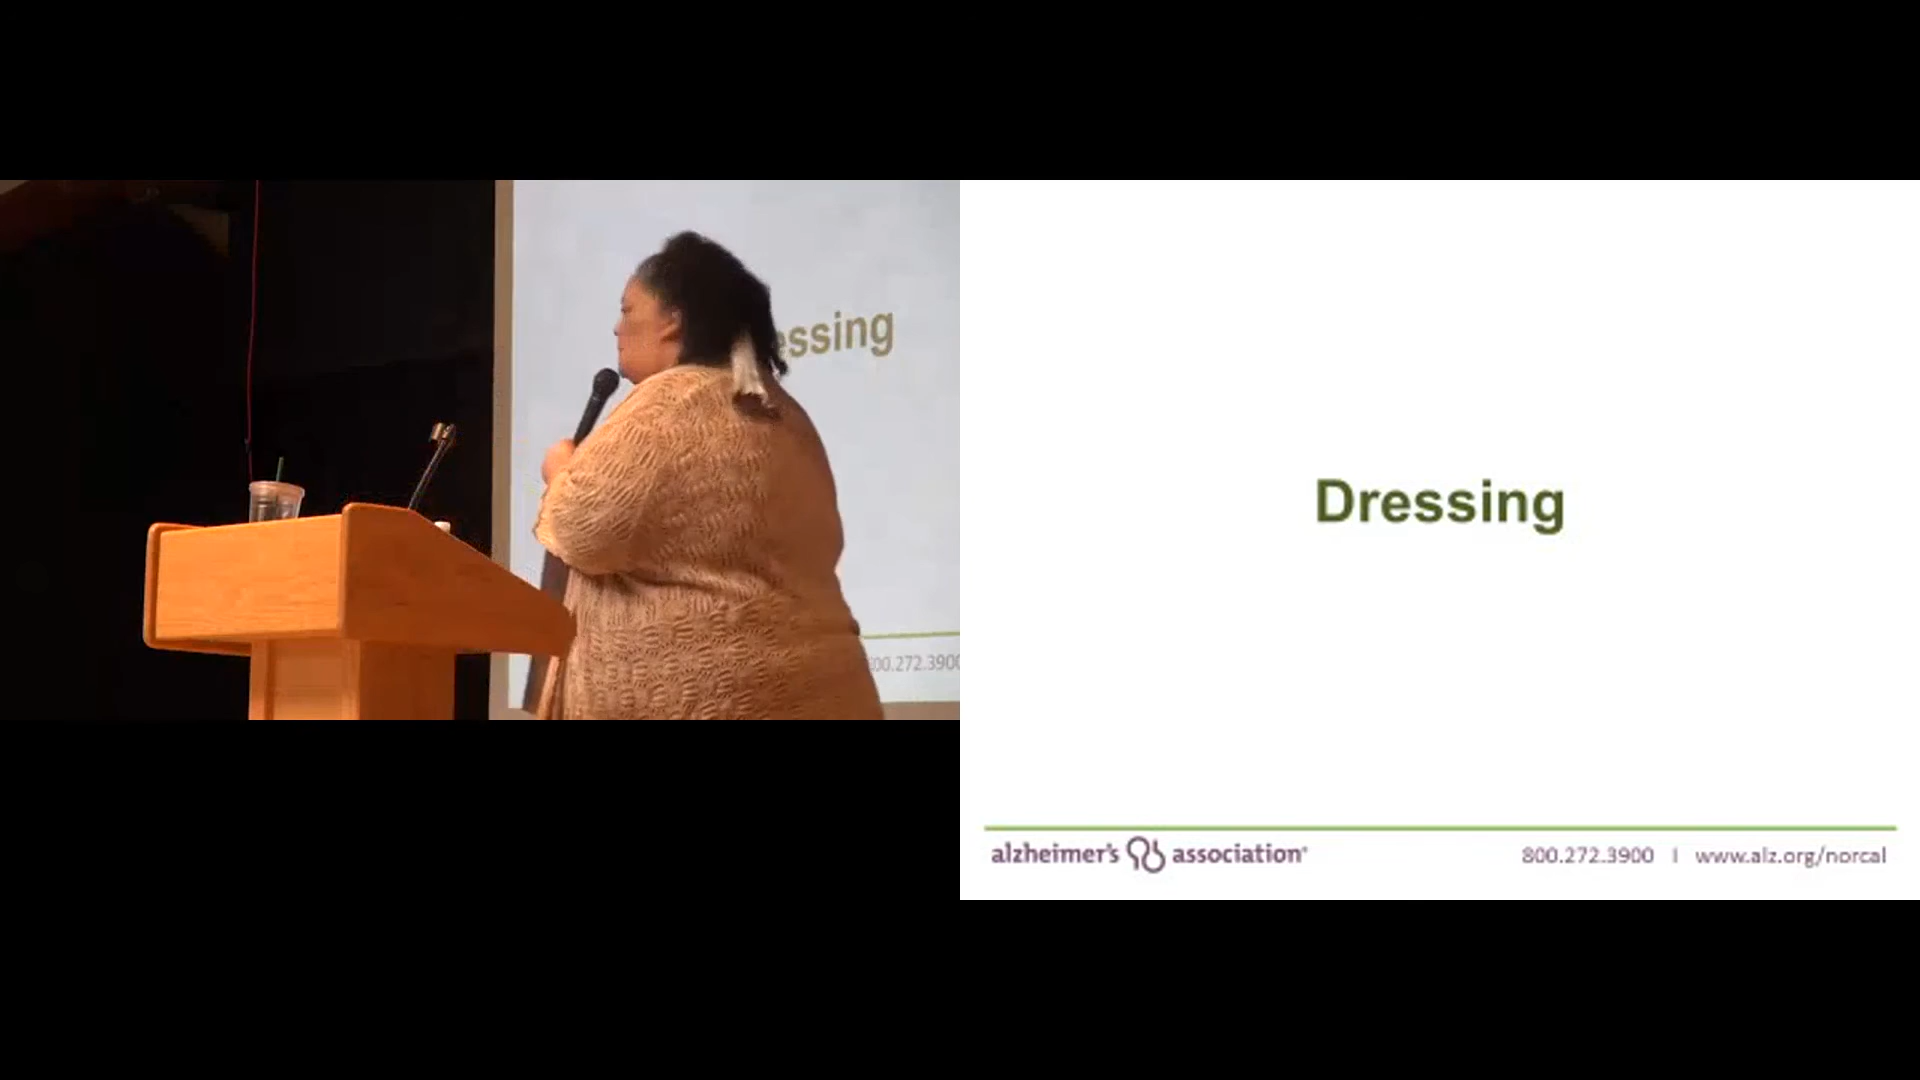 essing
800.272.3900
Dressing
alzheimer's association®
800.272.3900 | www.alz.org/norcal